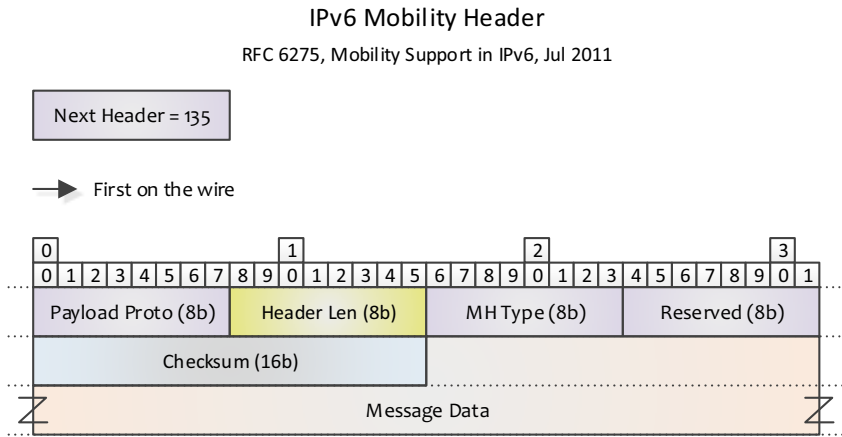 IPv6 Mobility Header
RFC 6275, Mobility Support in IPv6, Jul 2011
Next Header = 135
First on the wire
0 1 2 3
0 1 2 3 4 5 6 7 8 9 0 1 2 3 4 5 6 7 8 9 0 1 2 3 4 5 6 7 8 9 0 1
Payload Proto (8b) Header Len (8b) MH Type (8b) Reserved (8b)
Checksum (16b)
Message Data